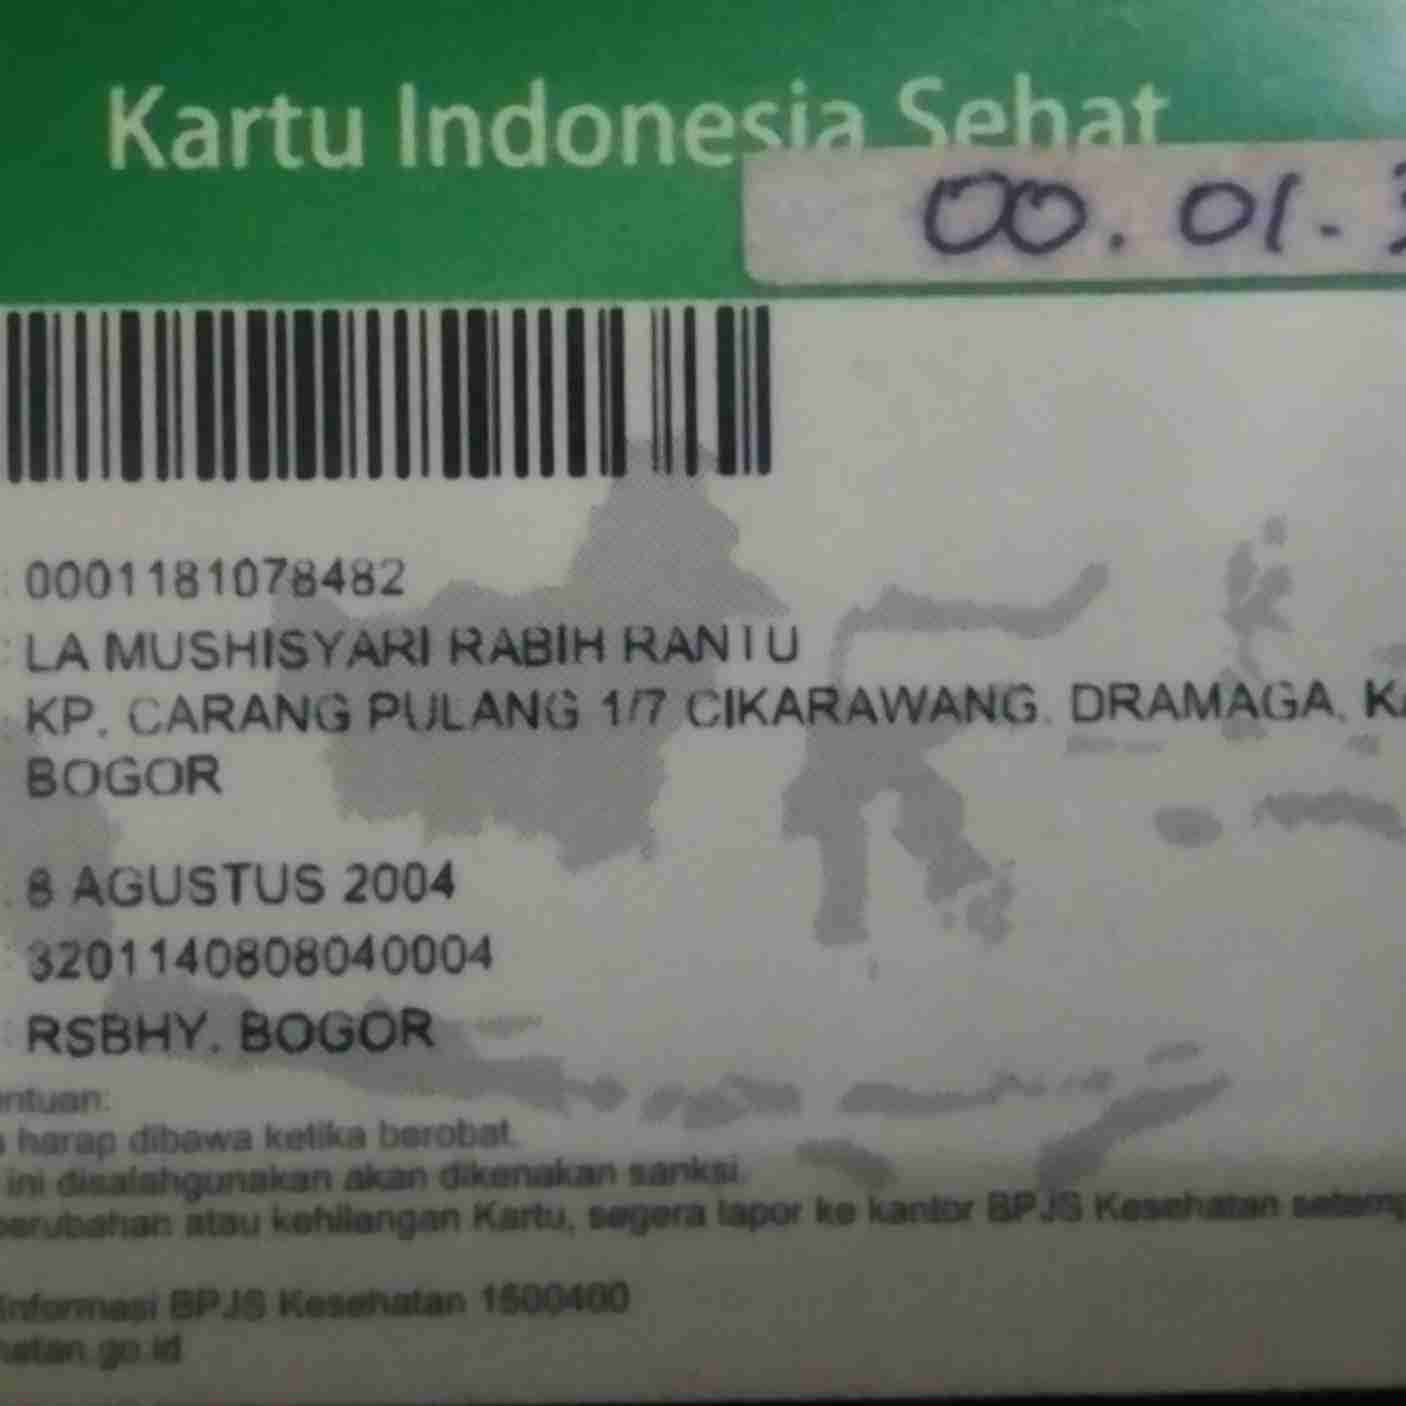 Kartu Indonesia Sehat
00.01.
: 0001181078482
: LA MUSHISYARI RABIH RANTU
: KP. CARANG PULANG 1/7 CIKARAWANG, DRAMAGA,
BOGOR
: 8 AGUSTUS 2004
: 3201140808040004
: RSBHY. BOGOR
harap dibawa ketika berobat.
ini disalahgunakan akan dikenakan sanksi.
atau kehilangan Kartu, segera lapor ke kantor BPJS Kesehatan
Informasi BPJS Kesehatan 1500400